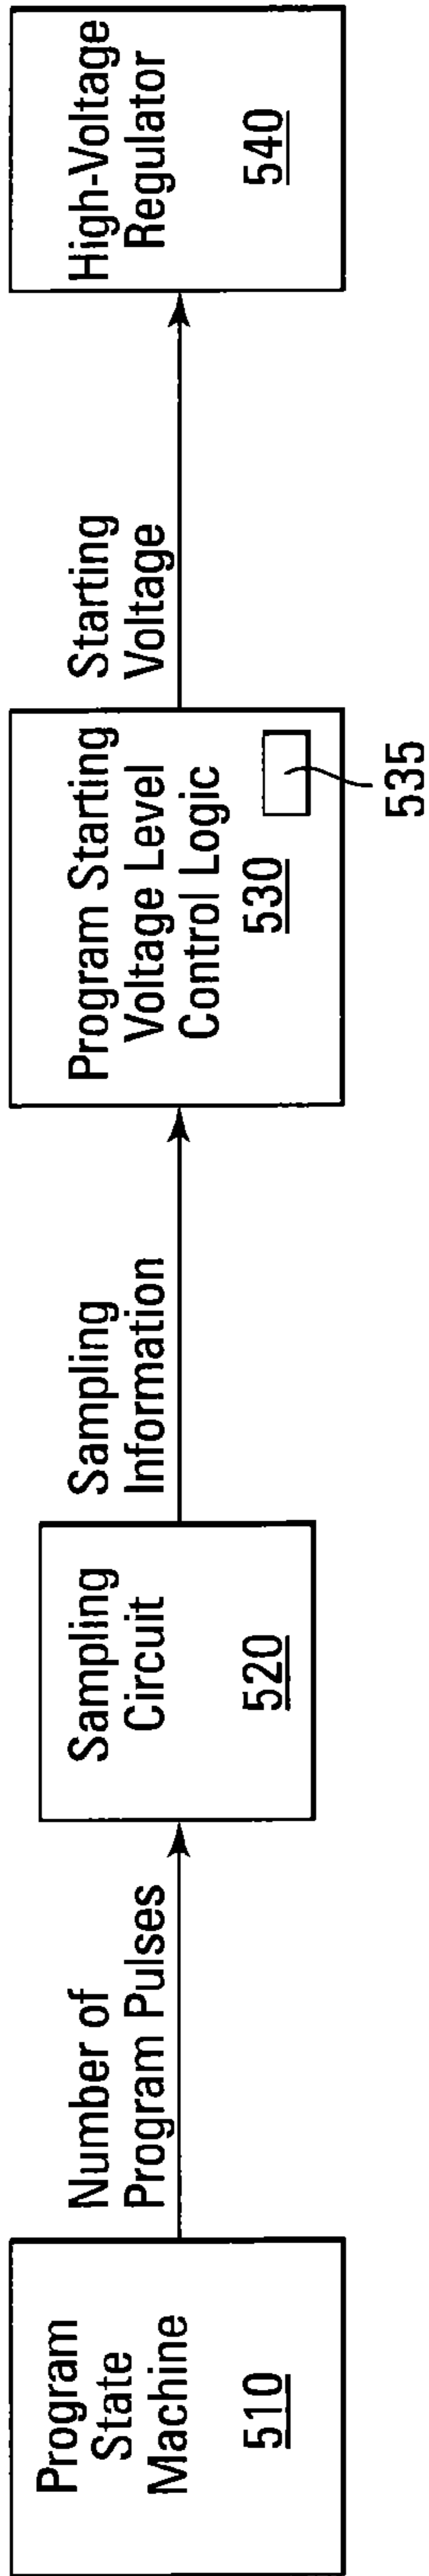 Program
State
Machine
510
Number of
Program Pulses
Sampling
Circuit
520
Sampling
Information
Program Starting
Voltage Level
Control Logic
530
535
Starting
Voltage
High-Voltage
Regulator
540